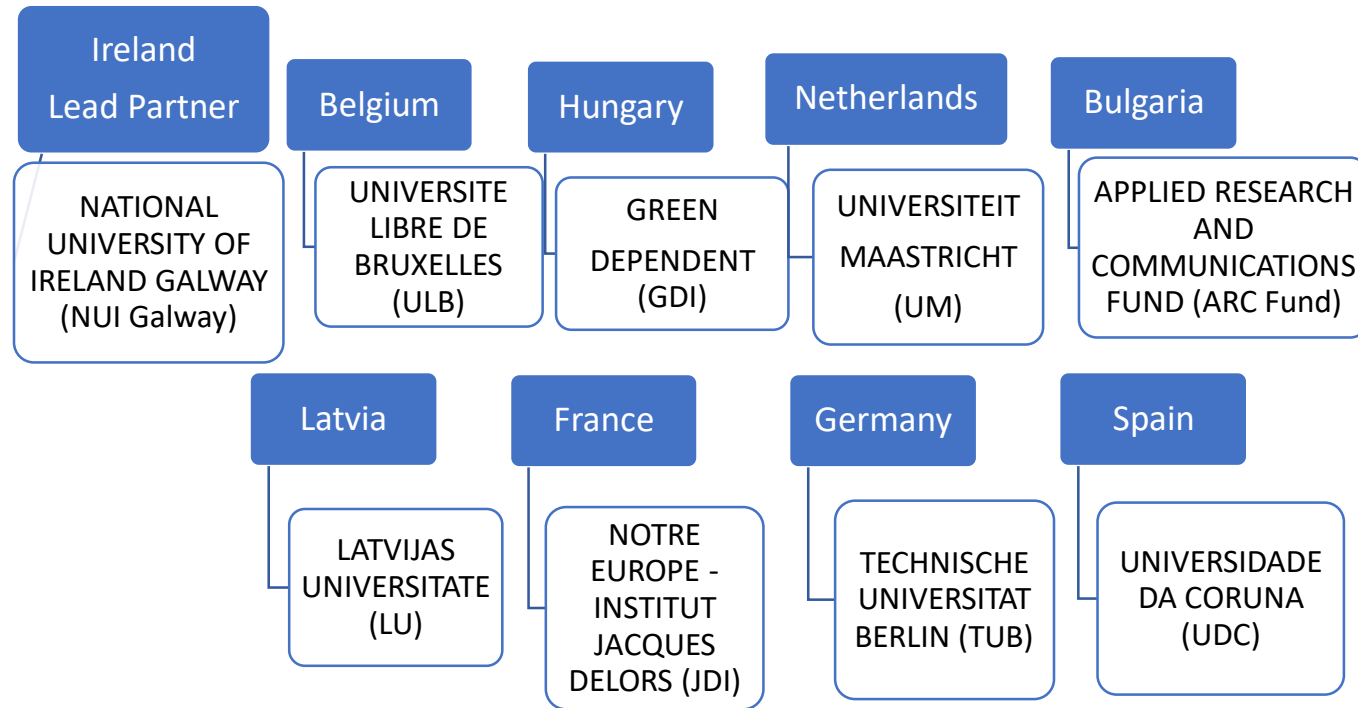 Ireland
Lead Partner
NATIONAL
UNIVERSITY OF
IRELAND GALWAY
(NUI Galway)
Belgium
UNIVERSITE
LIBRE DE
BRUXELLES
(ULB)
Hungary
GREEN
DEPENDENT
(GDI)
Netherlands
UNIVERSITEIT
MAASTRICHT
(UM)
Bulgaria
APPLIED RESEARCH
AND
COMMUNICATIONS
FUND (ARC Fund)
Latvia
LATVIJAS
UNIVERSITATE
(LU)
France
NOTRE
EUROPE -
INSTITUT
JACQUES
DELORS (JDI)
Germany
TECHNISCHE
UNIVERSITAT
BERLIN (TUB)
Spain
UNIVERSIDADE
DA CORUNA
(UDC)